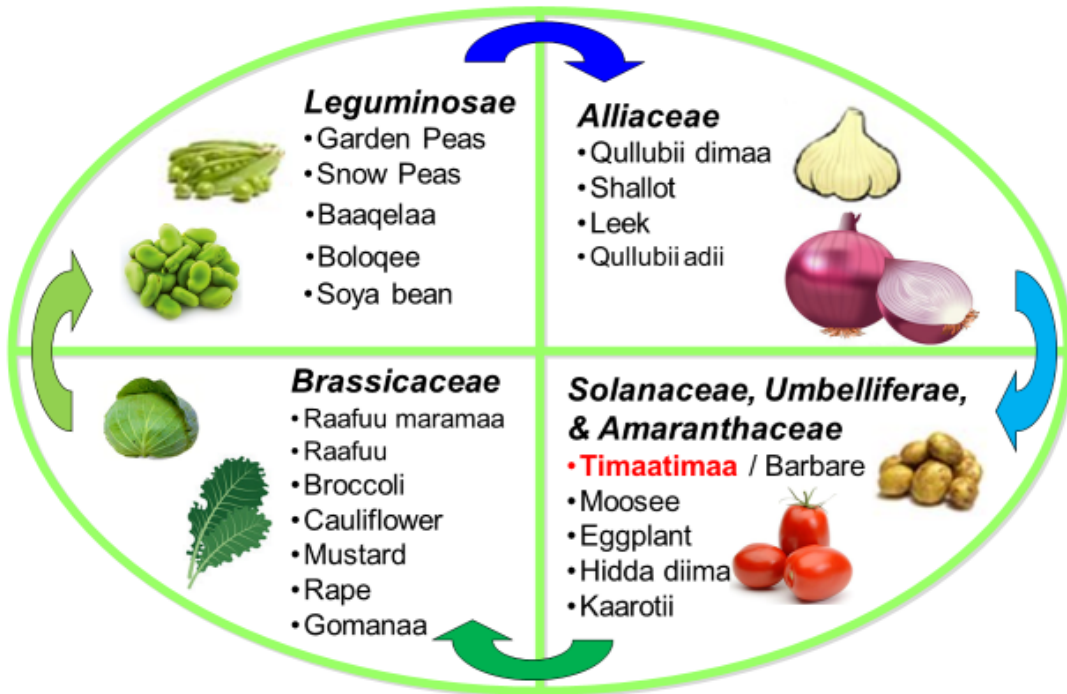 Leguminosae
•Garden Peas
•Snow Peas
•Baaqelaa
•Boloqee
•Soya bean
Alliaceae
•Qullubii dimaa
•Shallot
•Leek
•Qullubii adii
Brassicaceae
•Raafuu maramaa
•Raafuu
•Broccoli
•Cauliflower
•Mustard
•Rape
•Gomanaa
Solanaceae, Umbelliferae,
& Amaranthaceae
•Timaatimaa / Barbare
•Moosee
•Eggplant
•Hidda diima
•Kaarotii